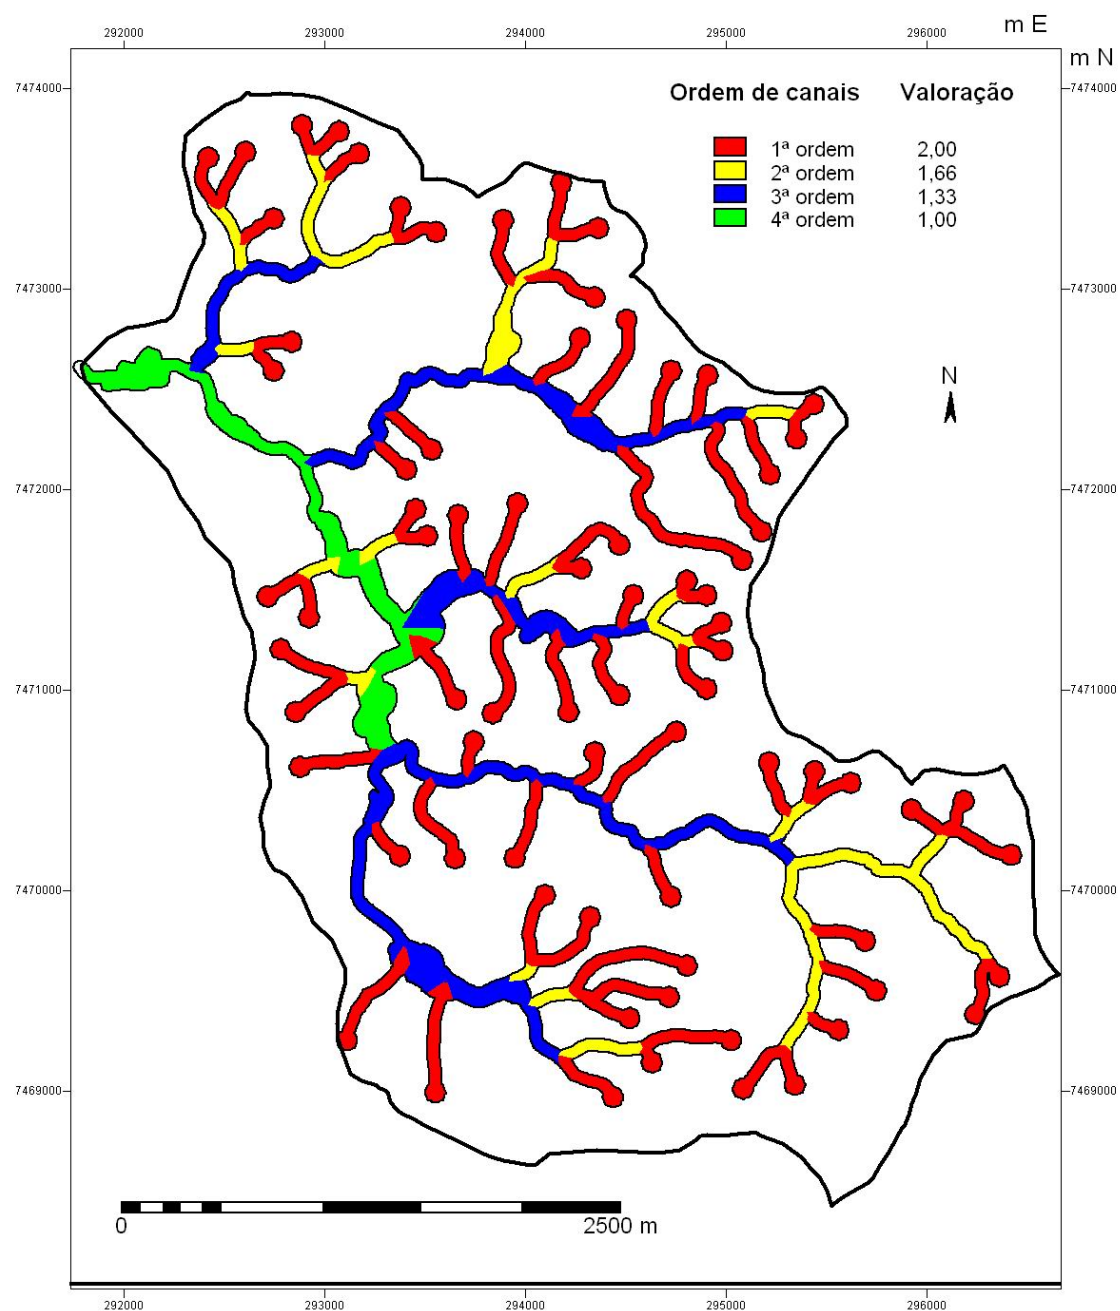 292000 293000 294000 295000 296000 m E
m N
7474000 7474000
Ordem de canais Valoração
1ª ordem 2,00
2ª ordem 1,66
3ª ordem 1,33
4ª ordem 1,00
7473000 7473000
N
7472000 7472000
7471000 7471000
7470000 7470000
7469000 7469000
0 2500 m
292000 293000 294000 295000 296000